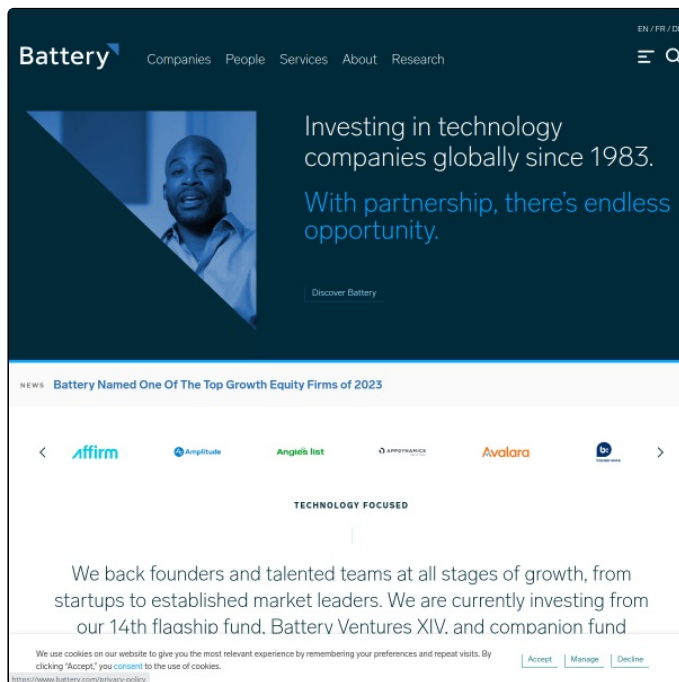 EN / FR / DE
Battery
Companies People Services About Research
Investing in technology
companies globally since 1983.
With partnership, there's endless
opportunity.
Discover Battery
NEWS Battery Named One Of The Top Growth Equity Firms of 2023
affirm Amplitude Angie's list APPDYNAMICS Avalara
TECHNOLOGY FOCUSED
We back founders and talented teams at all stages of growth, from
startups to established market leaders. We are currently investing from
our 14th flagship fund, Battery Ventures XIV, and companion fund
We use cookies on our website to give you the most relevant experience by remembering your preferences and repeat visits. By
clicking "Accept," you consent to the use of cookies.
Accept Manage Decline
https://www.battery.com/privacy-policy